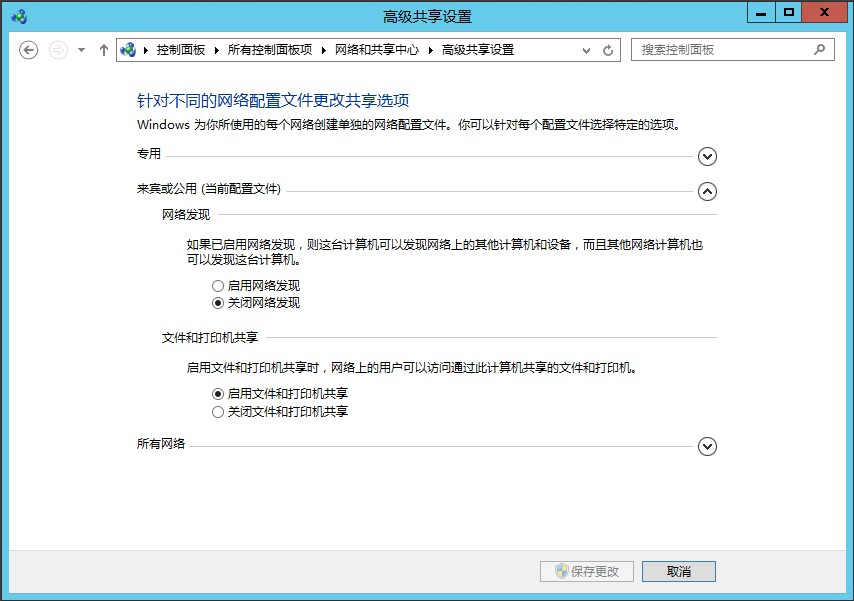 高级共享设置
控制面板 所有控制面板项 网络和共享中心 高级共享设置
搜索控制面板
针对不同的网络配置文件更改共享选项
Windows 为你所使用的每个网络创建单独的网络配置文件。你可以针对每个配置文件选择特定的选项。
专用
来宾或公用 (当前配置文件)
网络发现
如果已启用网络发现，则这台计算机可以发现网络上的其他计算机和设备，而且其他网络计算机也
可以发现这台计算机。
启用网络发现
关闭网络发现
文件和打印机共享
启用文件和打印机共享时，网络上的用户可以访问通过此计算机共享的文件和打印机。
启用文件和打印机共享
关闭文件和打印机共享
所有网络
保存更改
取消